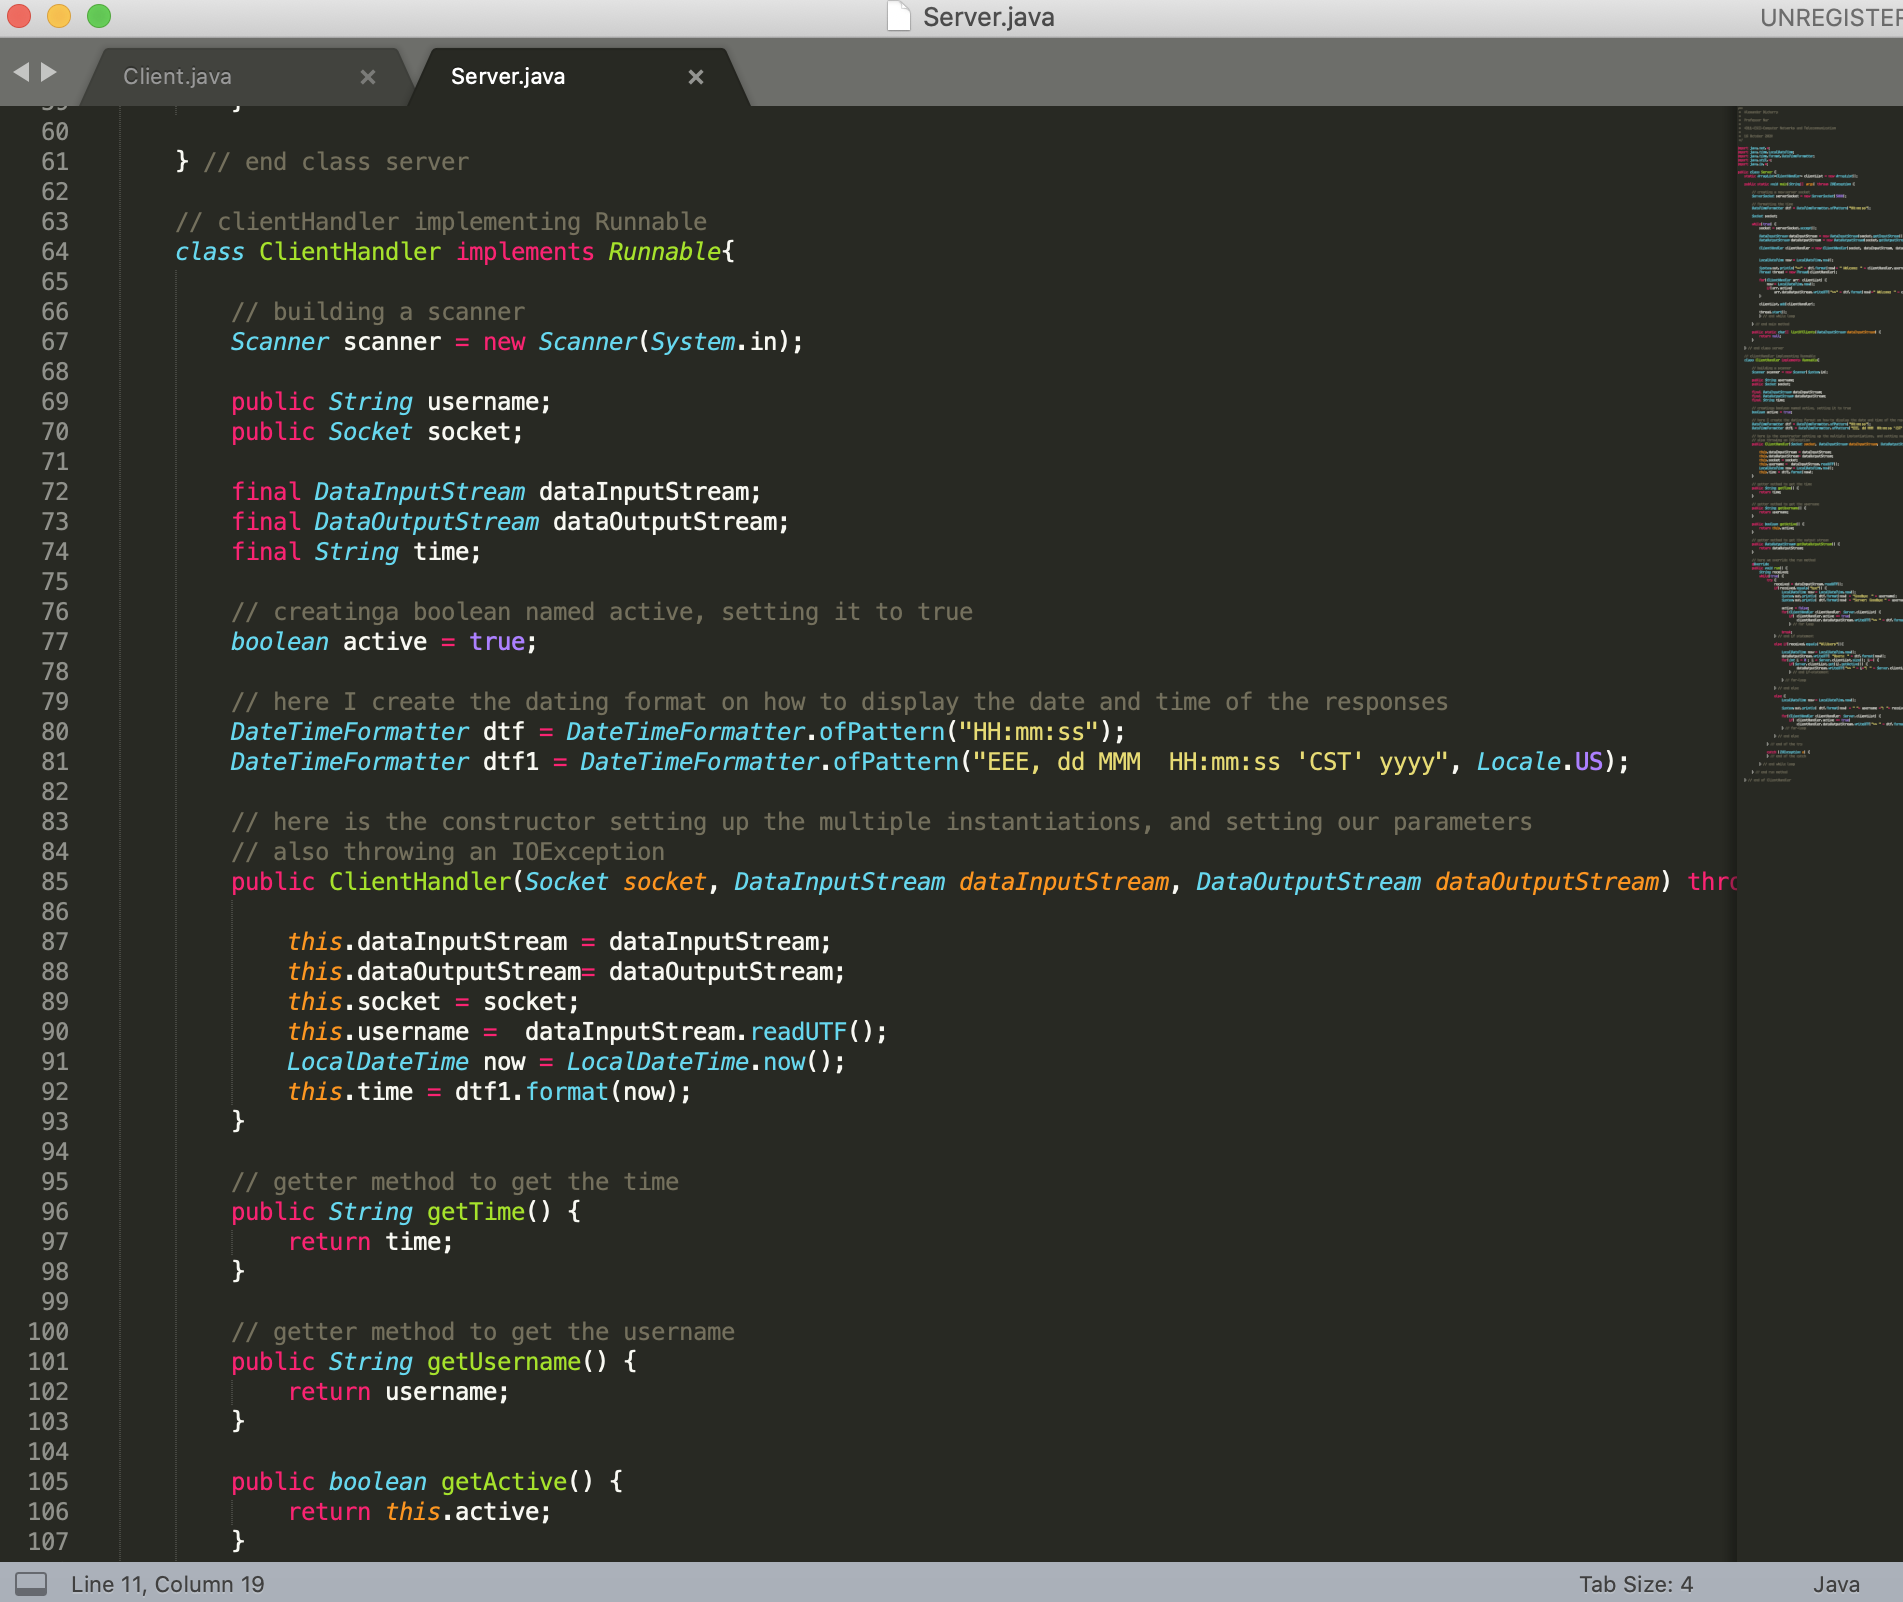 Server.java
UNREGISTER
Client.java
Server.java
60
61 } // end class server
62
63 // clientHandler implementing Runnable
64 class ClientHandler implements Runnable{
65
66 // building a scanner
67 Scanner scanner = new Scanner(System.in);
68
69 public String username;
70 public Socket socket;
71
72 final DataInputStream dataInputStream;
73 final DataOutputStream dataOutputStream;
74 final String time;
75
76 // creatinga boolean named active, setting it to true
77 boolean active = true;
78
79 // here I create the dating format on how to display the date and time of the responses
80 DateTimeFormatter dtf = DateTimeFormatter.ofPattern("HH:mm:ss");
81 DateTimeFormatter dtf1 = DateTimeFormatter.ofPattern("EEE, dd MMM  HH:mm:ss 'CST' yyyy", Locale.US);
82
83 // here is the constructor setting up the multiple instantiations, and setting our parameters
84 // also throwing an IOException
85 public ClientHandler(Socket socket, DataInputStream dataInputStream, DataOutputStream dataOutputStream) thro
86
87 this.dataInputStream = dataInputStream;
88 this.dataOutputStream= dataOutputStream;
89 this.socket = socket;
90 this.username =  dataInputStream.readUTF();
91 LocalDateTime now = LocalDateTime.now();
92 this.time = dtf1.format(now);
93 }
94
95 // getter method to get the time
96 public String getTime() {
97 return time;
98 }
99
100 // getter method to get the username
101 public String getUsername() {
102 return username;
103 }
104
105 public boolean getActive() {
106 return this.active;
107 }
Line 11, Column 19
Tab Size: 4
Java